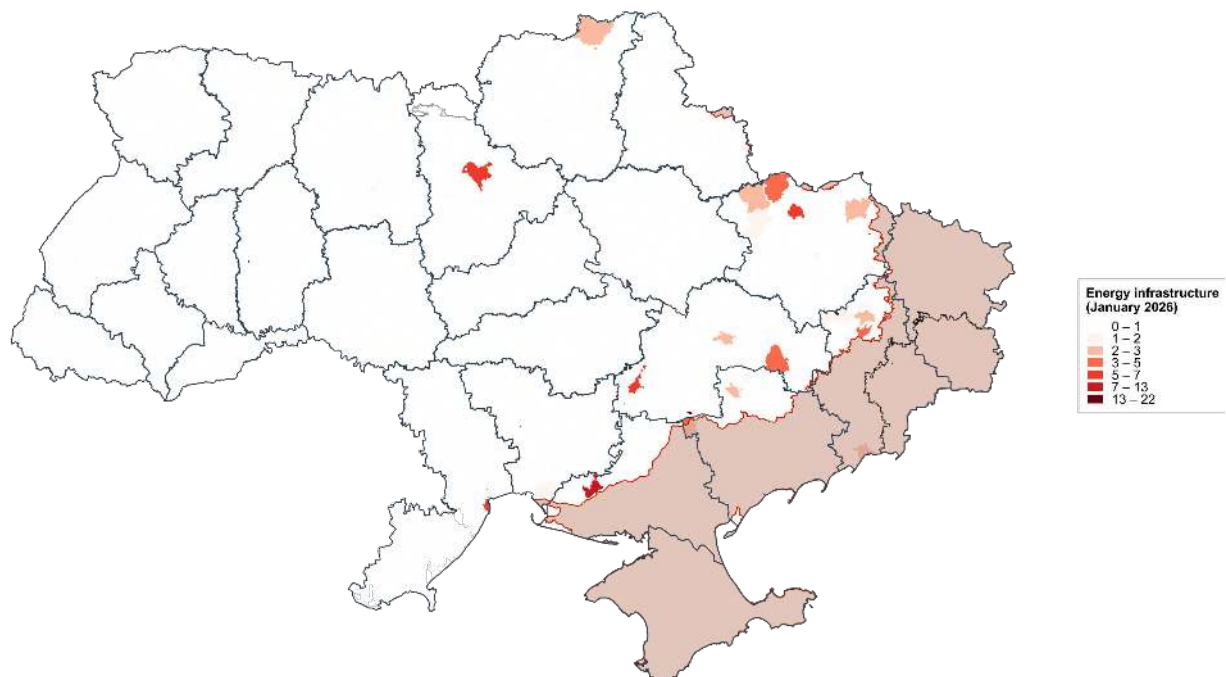 Energy infrastructure
(January 2026)
0 – 1
1 – 2
2 – 3
3 – 5
5 – 7
7 – 13
13 – 22